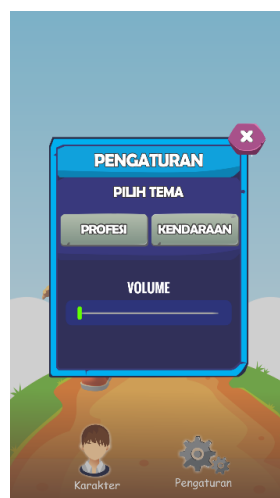 PENGATURAN
PILIH TEMA
PROFESI KENDARAAN
VOLUME
Karakter Pengaturan